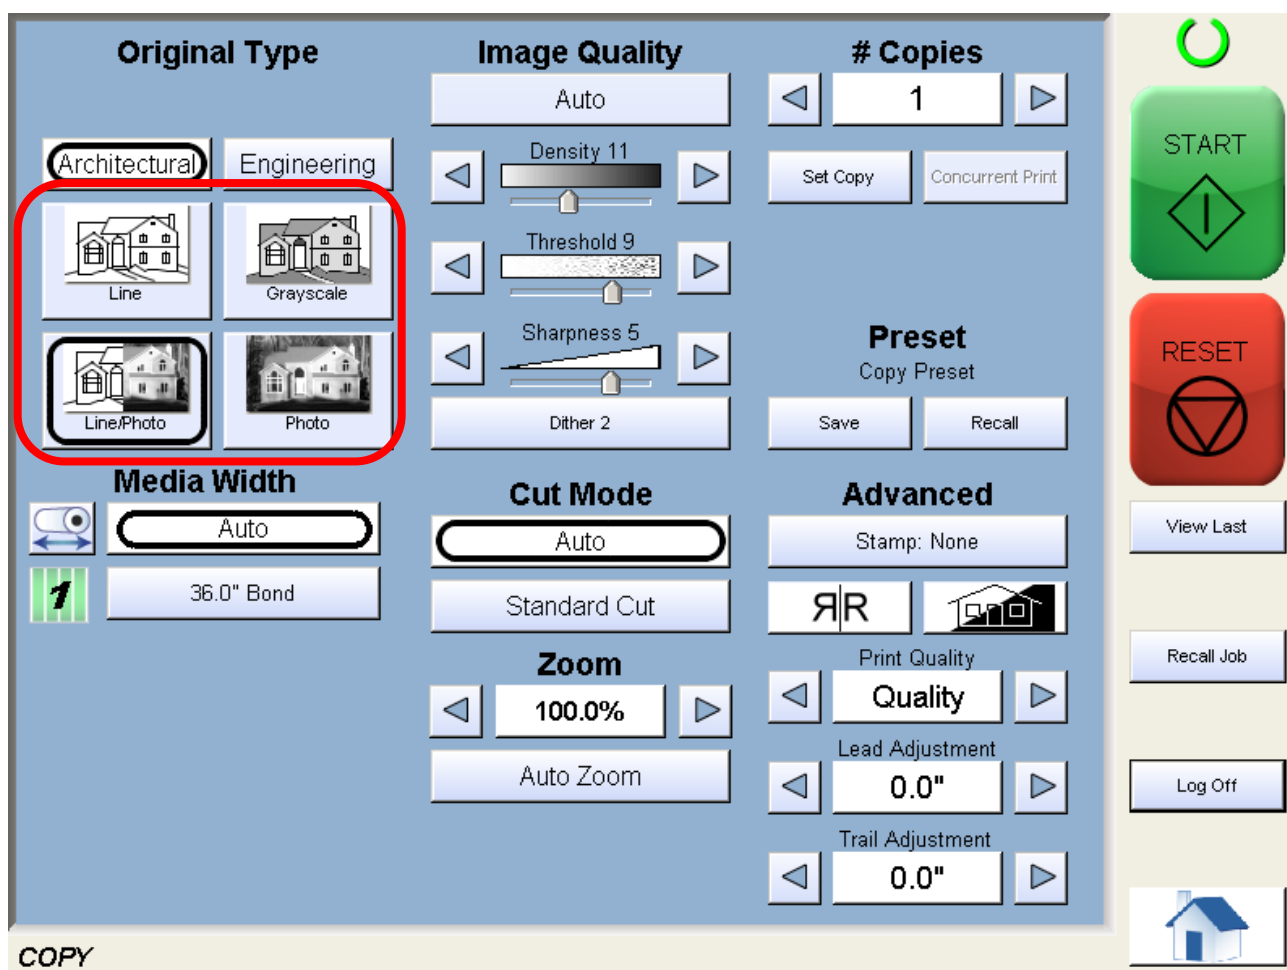 Original Type
Architectural
Engineering
Line
Grayscale
Line/Photo
Photo
Media Width
Auto
1
36.0" Bond
Image Quality
Auto
Density 11
Threshold 9
Sharpness 5
Dither 2
Cut Mode
Auto
Standard Cut
Zoom
100.0%
Auto Zoom
# Copies
1
Set Copy
Concurrent Print
Preset
Copy Preset
Save
Recall
Advanced
Stamp: None
ЯR
Print Quality
Quality
Lead Adjustment
0.0"
Trail Adjustment
0.0"
START
RESET
View Last
Recall Job
Log Off
COPY